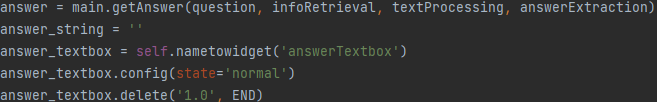 answer = main.getAnswer(question, infoRetrieval, textProcessing, answerExtraction)
answer_string = ''
answer_textbox = self.nametowidget('answerTextbox')
answer_textbox.config(state='normal')
answer_textbox.delete('1.0', END)